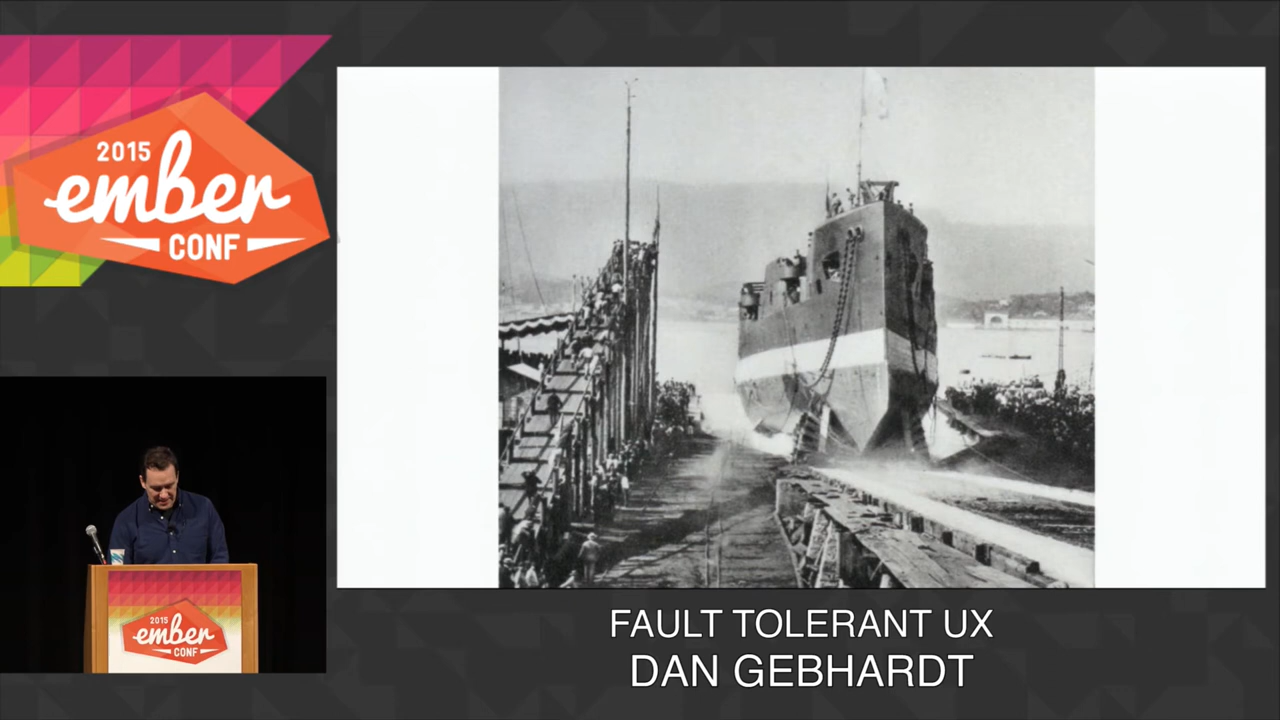 2015
ember
CONF
2015
ember
CONF
FAULT TOLERANT UX
DAN GEBHARDT